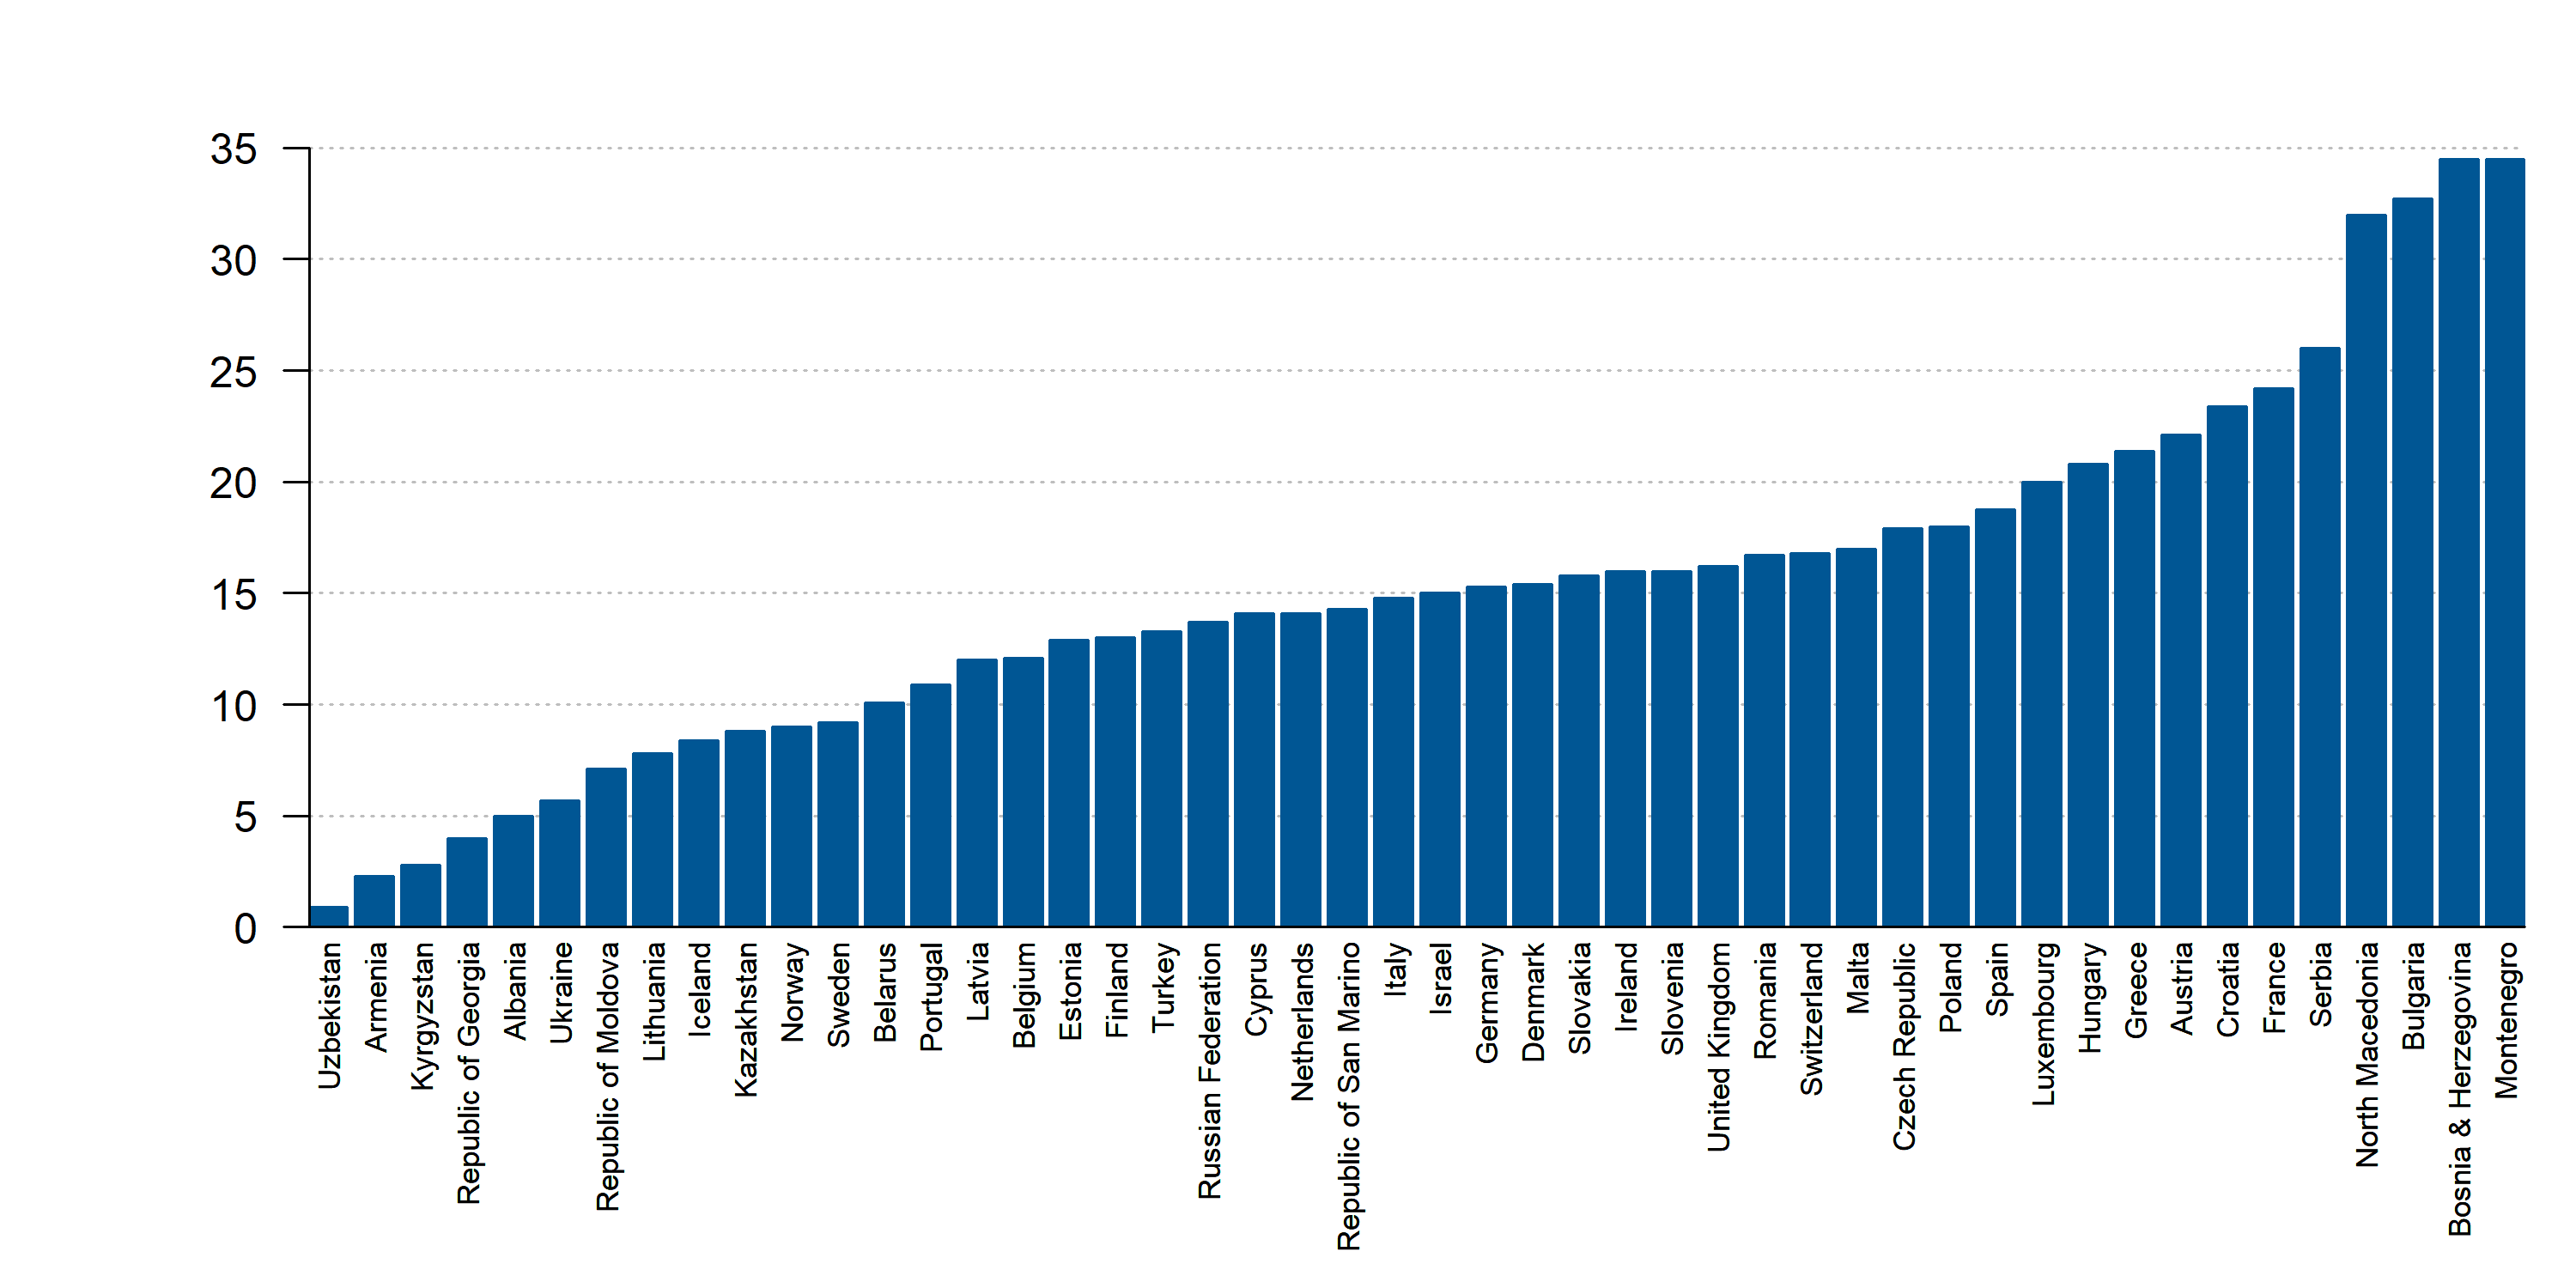 35
30
25
20
15
10
5
0
Uzbekistan
Armenia
Kyrgyzstan
Republic of Georgia
Albania
Ukraine
Republic of Moldova
Lithuania
Iceland
Kazakhstan
Norway
Sweden
Belarus
Portugal
Latvia
Belgium
Estonia
Finland
Turkey
Russian Federation
Cyprus
Netherlands
Republic of San Marino
Italy
Israel
Germany
Denmark
Slovakia
Ireland
Slovenia
United Kingdom
Romania
Switzerland
Malta
Czech Republic
Poland
Spain
Luxembourg
Hungary
Greece
Austria
Croatia
France
Serbia
North Macedonia
Bulgaria
Bosnia & Herzegovina
Montenegro